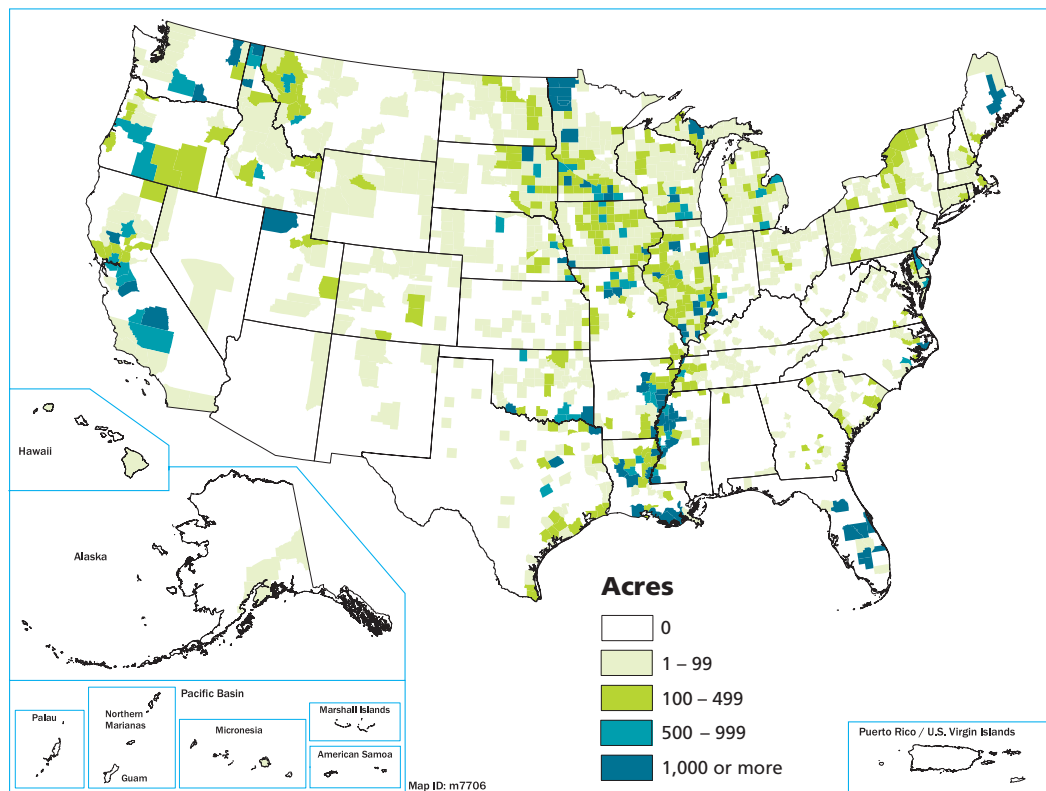 Hawaii
Alaska
Pacific Basin
Palau
Northern
Marianas
Guam
Micronesia
Marshall Islands
American Samoa
Map ID: m7706
Acres
0
1 – 99
100 – 499
500 – 999
1,000 or more
Puerto Rico / U.S. Virgin Islands